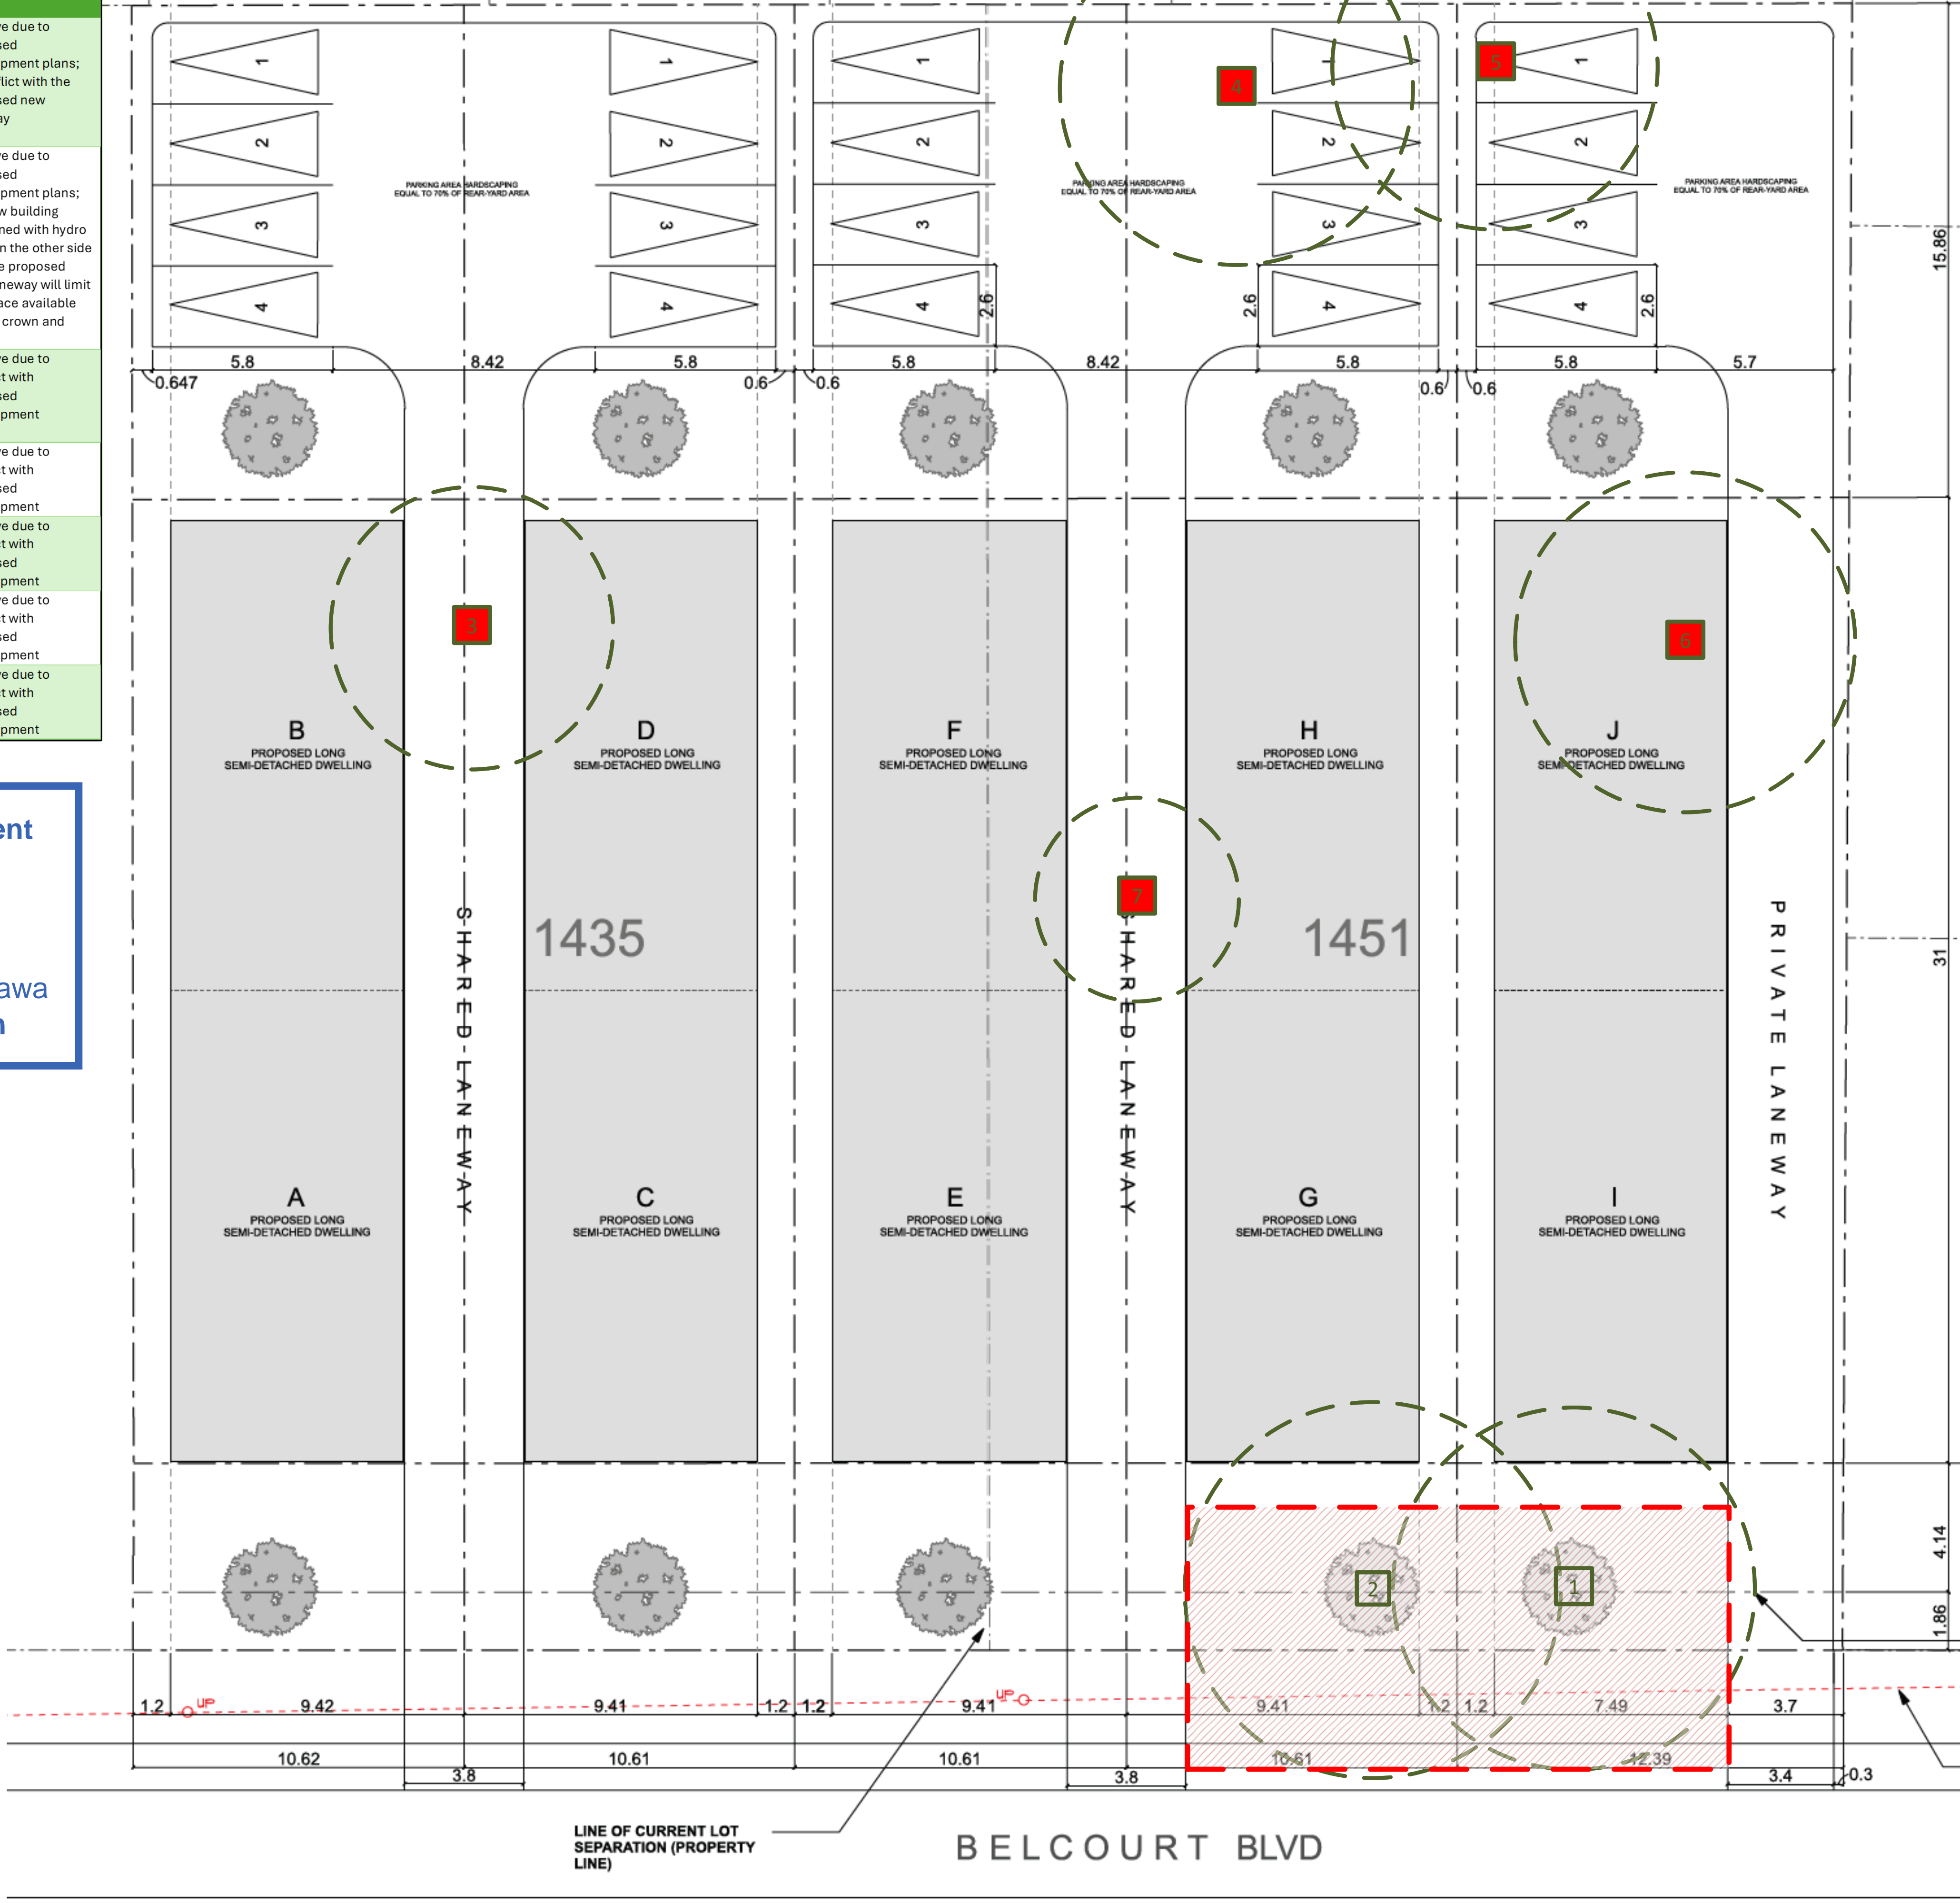 ve due to
sed
pment plans;
flict with the
sed new
ay
ve due to
sed
pment plans;
w building
ned with hydro
n the other side
e proposed
neway will limit
ace available
crown and
ve due to
ct with
sed
pment
ve due to
ct with
sed
pment
ve due to
ct with
sed
pment
ve due to
ct with
sed
pment
ve due to
ct with
sed
pment
ent
awa
n
1 1 1 4 1 5 1
2 2 2 2 2
PARKING AREA HARDSCAPING
EQUAL TO 70% OF REAR-YARD AREA
PARKING AREA HARDSCAPING
EQUAL TO 70% OF REAR-YARD AREA
PARKING AREA HARDSCAPING
EQUAL TO 70% OF REAR-YARD AREA
3 3 3 3 3
15.86
4 4 4 2.6 2.6 4 4 2.6
5.8 8.42 5.8 5.8 8.42 5.8 5.8 5.7
0.647 0.6 0.6 0.6 0.6
3
6
B
PROPOSED LONG
SEMI-DETACHED DWELLING
D
PROPOSED LONG
SEMI-DETACHED DWELLING
F
PROPOSED LONG
SEMI-DETACHED DWELLING
H
PROPOSED LONG
SEMI-DETACHED DWELLING
J
PROPOSED LONG
SEMI-DETACHED DWELLING
7
1435
1451
SHARED LANEWAY
SHARED LANEWAY
PRIVATE LANEWAY
31
A
PROPOSED LONG
SEMI-DETACHED DWELLING
C
PROPOSED LONG
SEMI-DETACHED DWELLING
E
PROPOSED LONG
SEMI-DETACHED DWELLING
G
PROPOSED LONG
SEMI-DETACHED DWELLING
I
PROPOSED LONG
SEMI-DETACHED DWELLING
4.14
2 1
1.86
UP UP
1.2 9.42 9.41 1.2 1.2 9.41 9.41 1.2 1.2 7.49 3.7
10.62 10.61 10.61 10.61 12.39
3.8 3.8 3.4 0.3
LINE OF CURRENT LOT
SEPARATION (PROPERTY
LINE)
BELCOURT BLVD